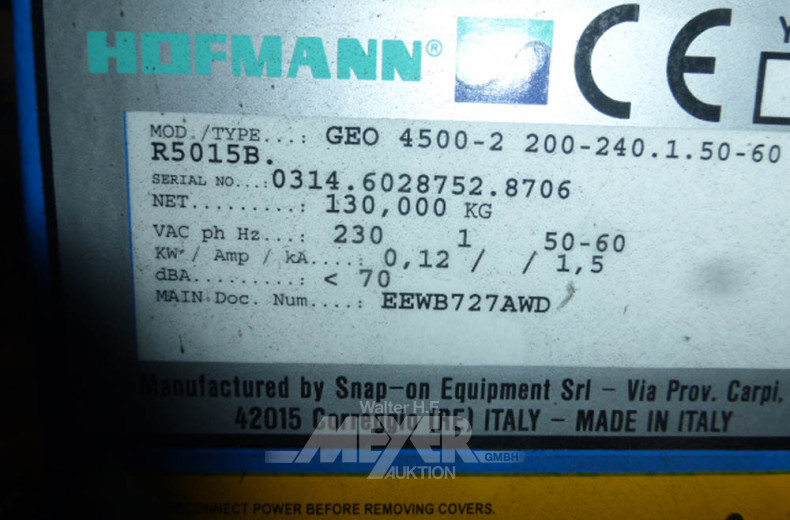 HOFMANN® CE Y
MOD./TYPE...: GEO 4500-2 200-240.1.50-60
R5015B.
SERIAL NO...:0314.6028752.8706
NET.........: 130,000 KG
VAC ph Hz...: 230 1 50-60
KW / Amp / kA....: 0,12 / / 1,5
dBA.........: < 70
MAIN Doc. Num....: EEWB727AWD
Manufactured by Snap-on Equipment Srl - Via Prov. Carpi,
Walter H.F.
42015 Correggio (RE) ITALY - MADE IN ITALY
MEYER
GMBH
AUKTION
DISCONNECT POWER BEFORE REMOVING COVERS.